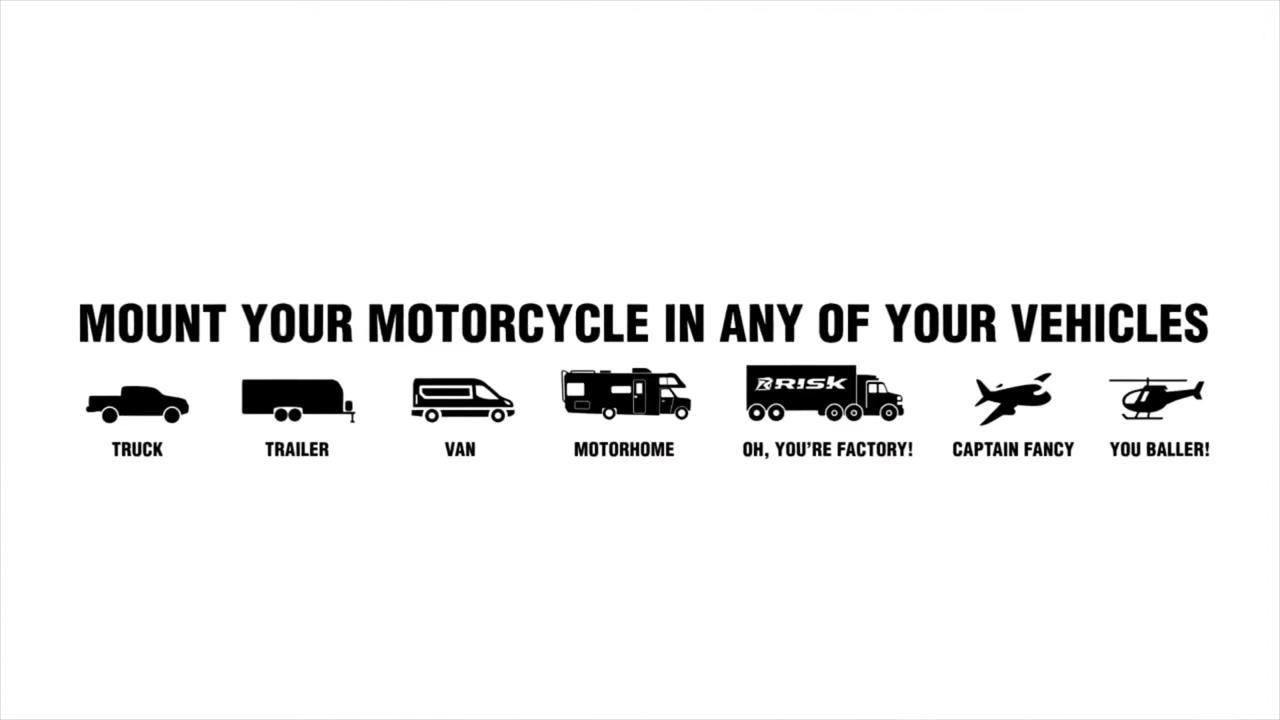 MOUNT YOUR MOTORCYCLE IN ANY OF YOUR VEHICLES
RISK
TRUCK
TRAILER
VAN
MOTORHOME
OH, YOU'RE FACTORY!
CAPTAIN FANCY
YOU BALLER!